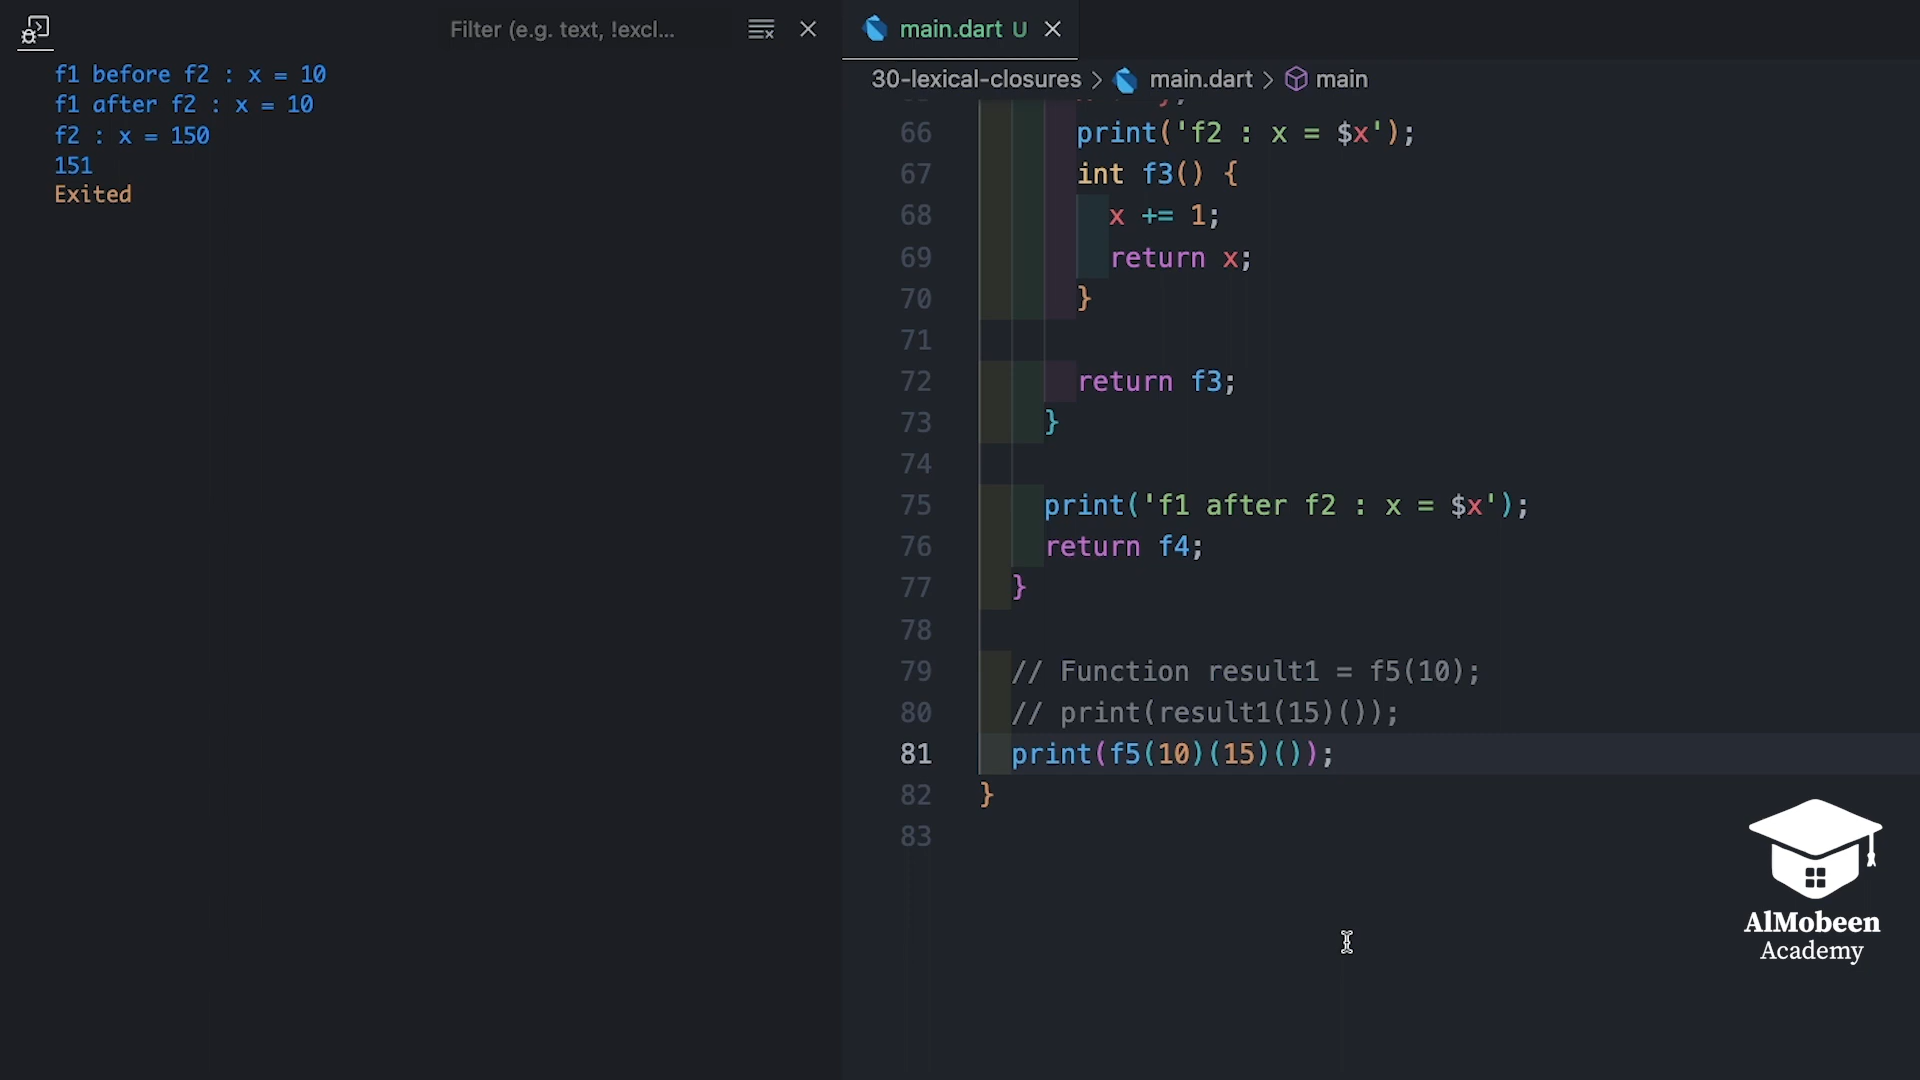 Filter (e.g. text, !excl...
f1 before f2 : x = 10
f1 after f2 : x = 10
f2 : x = 150
151
Exited
main.dart U
30-lexical-closures > main.dart > main
66 print('f2 : x = $x');
67 int f3() {
68 x += 1;
69 return x;
70 }
71
72 return f3;
73 }
74
75 print('f1 after f2 : x = $x');
76 return f4;
77 }
78
79 // Function result1 = f5(10);
80 // print(result1(15)());
81 print(f5(10)(15)());
82 }
83
AlMobeen
Academy